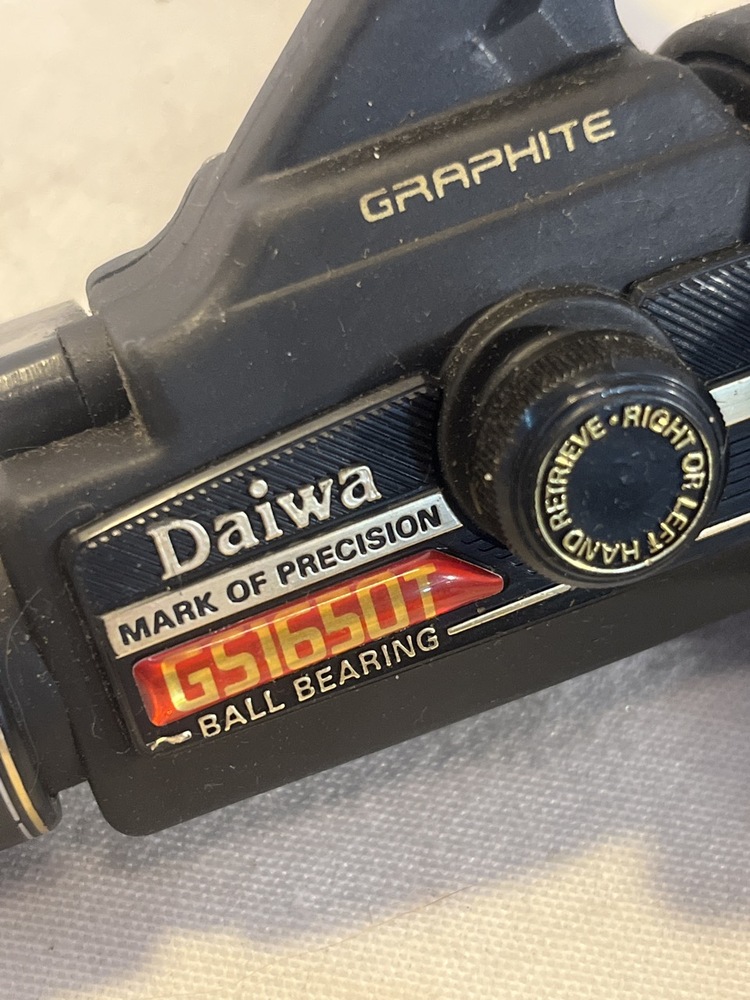 GRAPHITE
RIGHT OR LEFT HAND RETRIEVE •
Daiwa
MARK OF PRECISION
GS1650T
~BALL BEARING